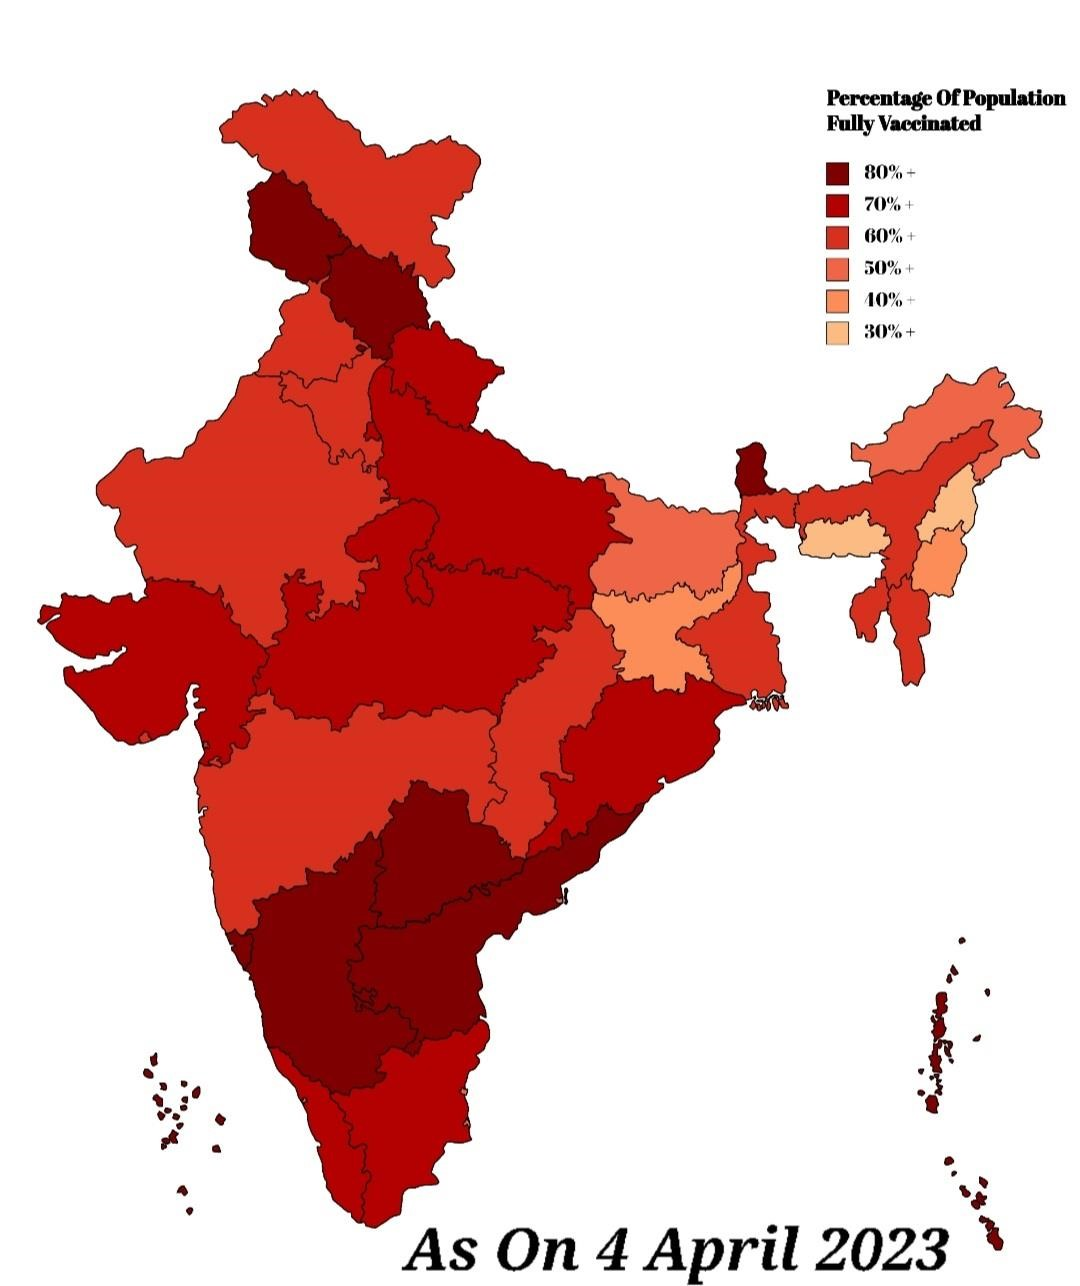 Percentage Of Population
Fully Vaccinated
80% +
70% +
60% +
50% +
40% +
30% +
As On 4 April 2023